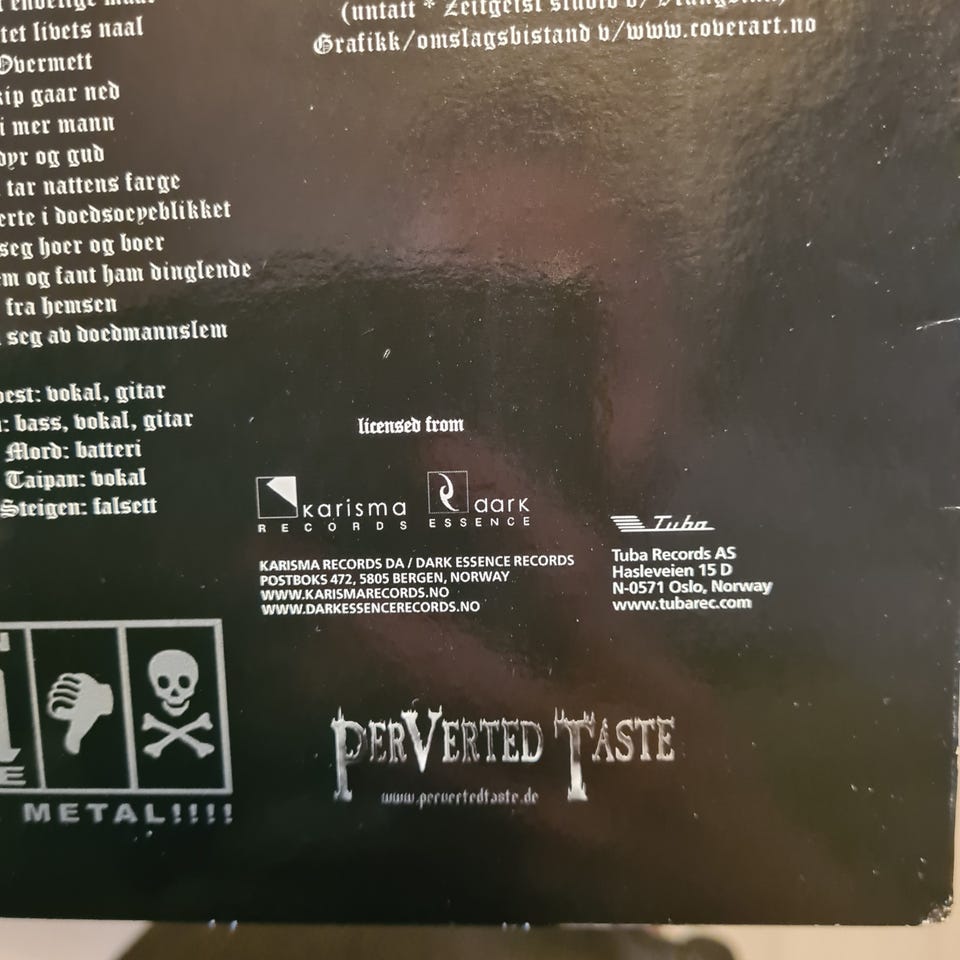 tet livets naal
Overmett
kip gaar ned
i mer mann
dyr og gud
tar nattens farge
erte i doedsoeyeblikket
seg hoer og boer
em og fant ham dinglende
fra hemsen
seg av doedmannslem
pest: vokal, gitar
: bass, vokal, gitar
Mord: batteri
Taipan: vokal
Steigen: falsett
METAL!!!!
(untatt * Zeitgeist studio v/
Grafikk/omslagsbistand v/www.coverart.no
licensed from
karisma
RECORDS
dark
ESSENCE
KARISMA RECORDS DA / DARK ESSENCE RECORDS
POSTBOKS 472, 5805 BERGEN, NORWAY
WWW.KARISMARECORDS.NO
WWW.DARKESSENCERECORDS.NO
Tuba
Tuba Records AS
Hasleveien 15 D
N-0571 Oslo, Norway
www.tubarec.com
PERVERTED TASTE
www.pervertedtaste.de